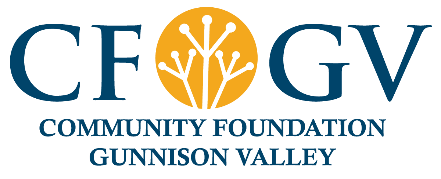 CF GV
COMMUNITY FOUNDATION
GUNNISON VALLEY